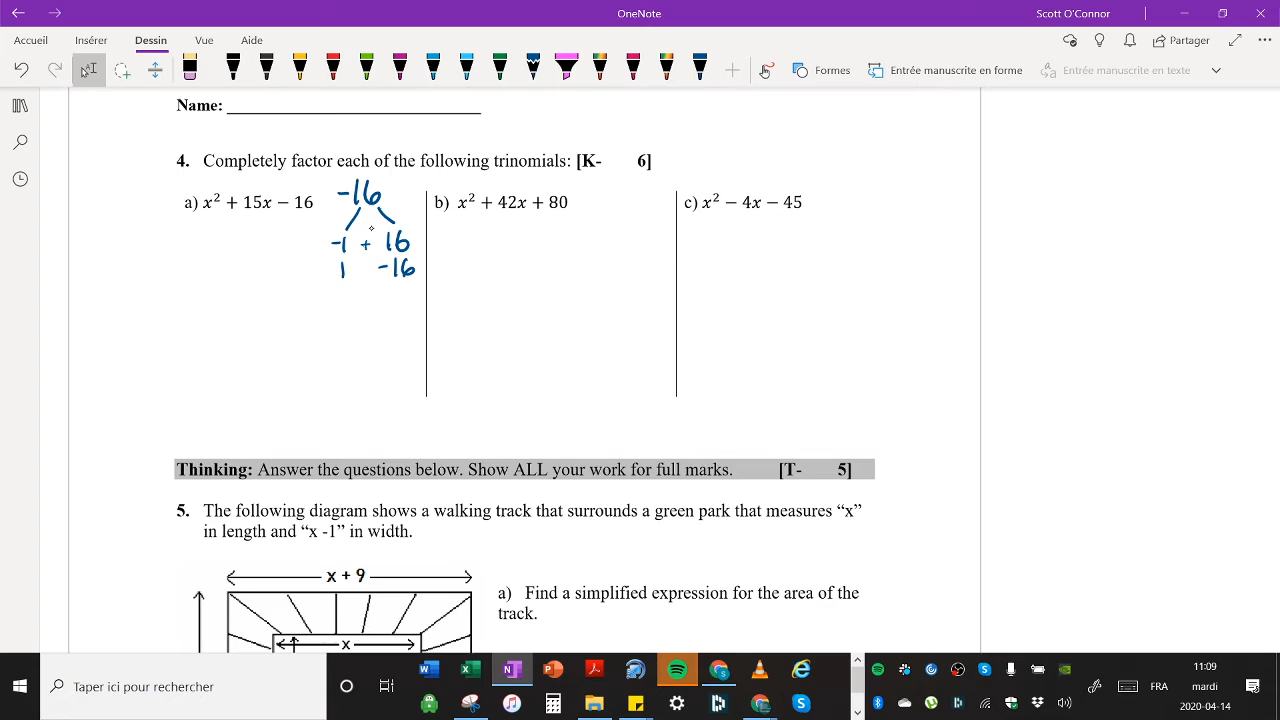 OneNote
Scott O'Connor
Accueil Insérer Dessin Vue Aide
Partager
Formes Entrée manuscrite en forme Entrée manuscrite en texte
Name:
4. Completely factor each of the following trinomials: [K- 6]
a) x² + 15x − 16
-16
-1 + 16
1 -16
b) x² + 42x + 80
c) x² − 4x − 45
Thinking: Answer the questions below. Show ALL your work for full marks. [T- 5]
5. The following diagram shows a walking track that surrounds a green park that measures “x”
in length and “x -1” in width.
x + 9
x
a) Find a simplified expression for the area of the
track.
Taper ici pour rechercher
FRA
11:09
mardi
2020-04-14